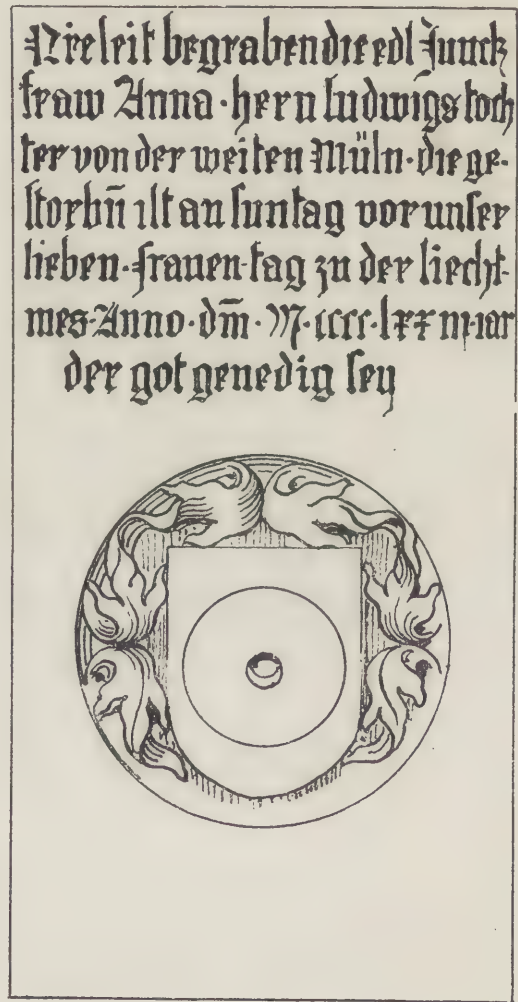 Hie leit begraben die edl Junck
fraw Anna · hern ludwigs toch
ter von der weiten Müln · die ge-
storbn̄ ist an suntag vor unser
lieben · frauen · tag zu der liecht-
mes · Anno · dm̄ · M · cccc · lxx · iar
der got genedig sey